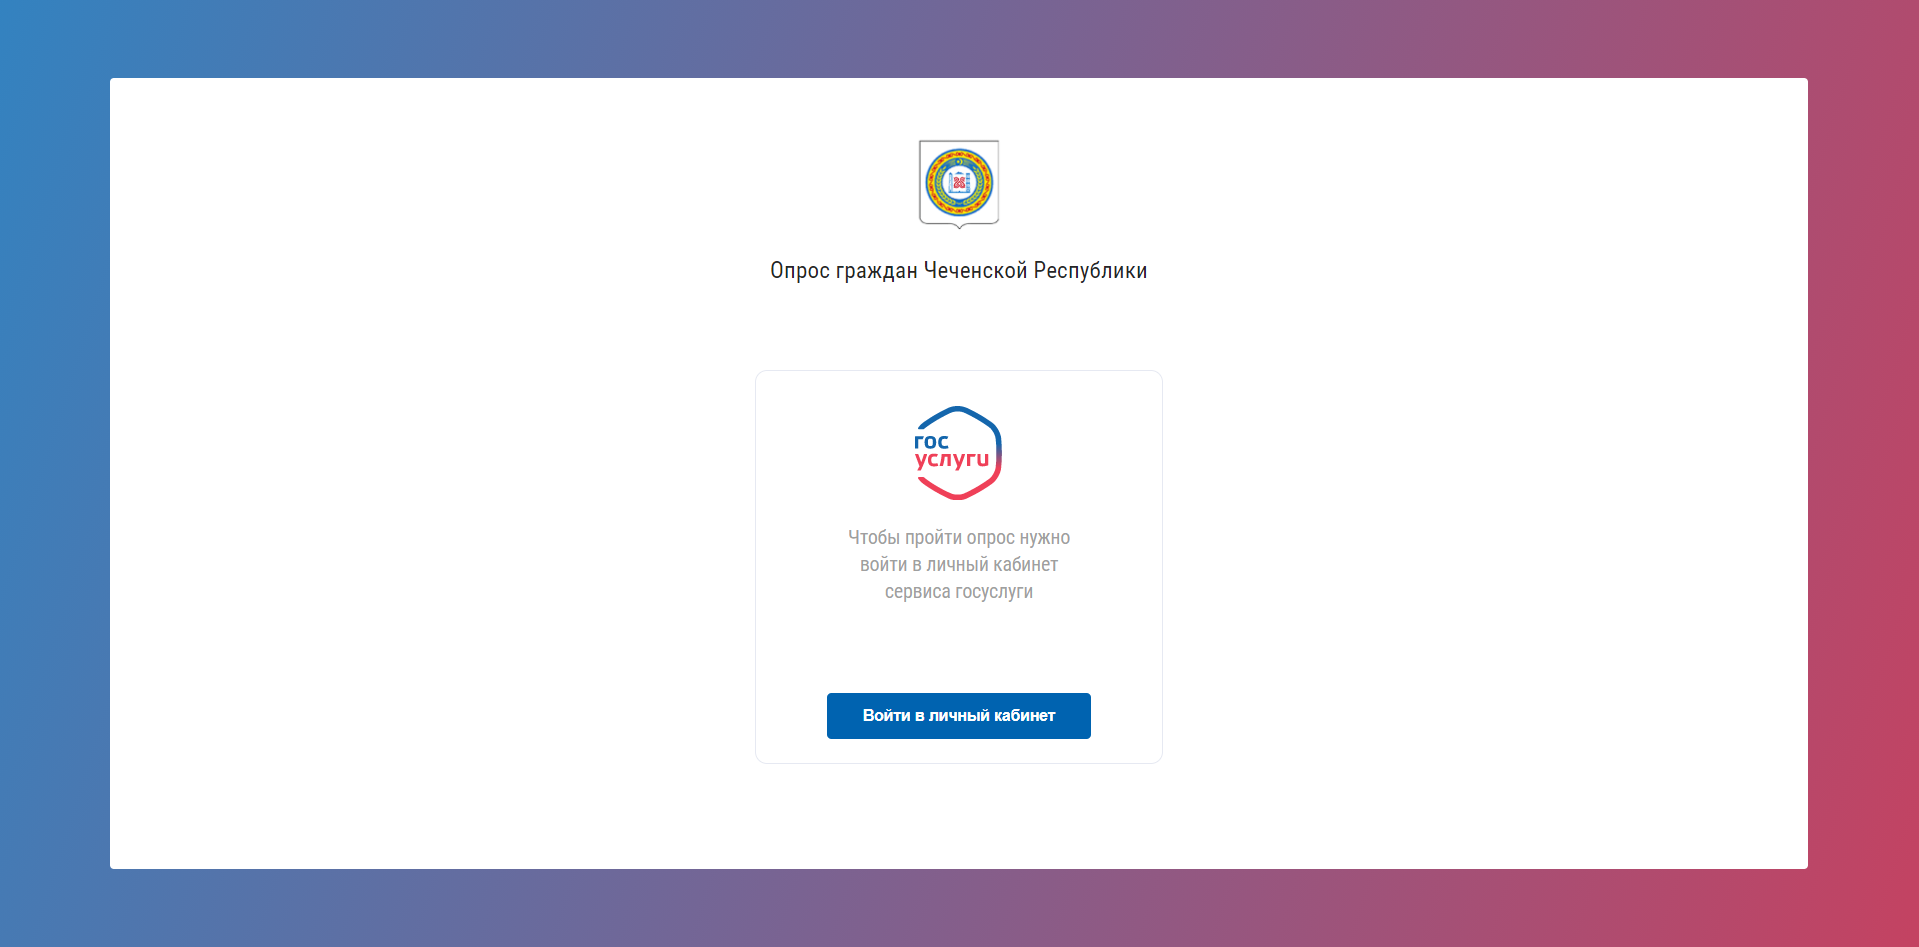 Опрос граждан Чеченской Республики
гос
услуги
Чтобы пройти опрос нужно
войти в личный кабинет
сервиса госуслуги
Войти в личный кабинет